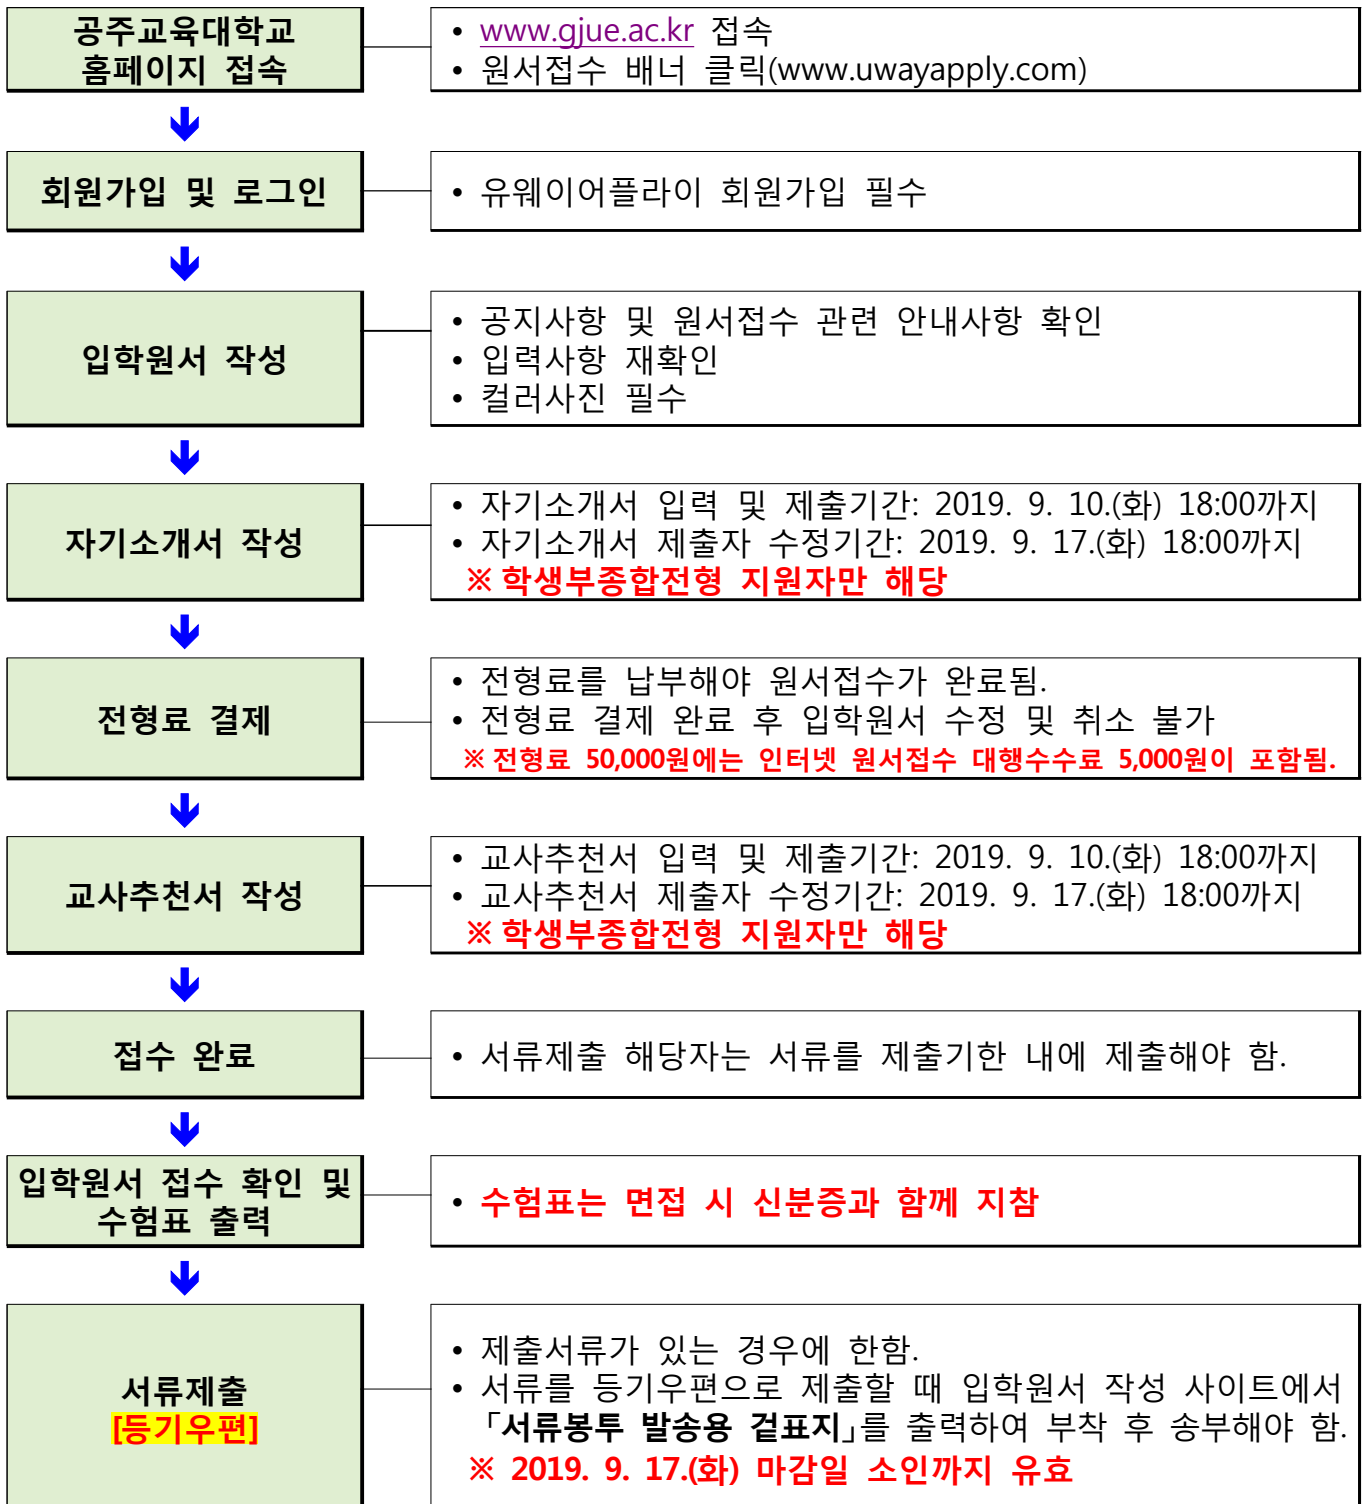 공주교육대학교
홈페이지 접속
• www.gjue.ac.kr 접속
• 원서접수 배너 클릭(www.uwayapply.com)
회원가입 및 로그인
• 유웨이어플라이 회원가입 필수
입학원서 작성
• 공지사항 및 원서접수 관련 안내사항 확인
• 입력사항 재확인
• 컬러사진 필수
자기소개서 작성
• 자기소개서 입력 및 제출기간: 2019. 9. 10.(화) 18:00까지
• 자기소개서 제출자 수정기간: 2019. 9. 17.(화) 18:00까지
※ 학생부종합전형 지원자만 해당
전형료 결제
• 전형료를 납부해야 원서접수가 완료됨.
• 전형료 결제 완료 후 입학원서 수정 및 취소 불가
※ 전형료 50,000원에는 인터넷 원서접수 대행수수료 5,000원이 포함됨.
교사추천서 작성
• 교사추천서 입력 및 제출기간: 2019. 9. 10.(화) 18:00까지
• 교사추천서 제출자 수정기간: 2019. 9. 17.(화) 18:00까지
※ 학생부종합전형 지원자만 해당
접수 완료
• 서류제출 해당자는 서류를 제출기한 내에 제출해야 함.
입학원서 접수 확인 및
수험표 출력
• 수험표는 면접 시 신분증과 함께 지참
서류제출
[등기우편]
• 제출서류가 있는 경우에 한함.
• 서류를 등기우편으로 제출할 때 입학원서 작성 사이트에서
「서류봉투 발송용 겉표지」를 출력하여 부착 후 송부해야 함.
※ 2019. 9. 17.(화) 마감일 소인까지 유효